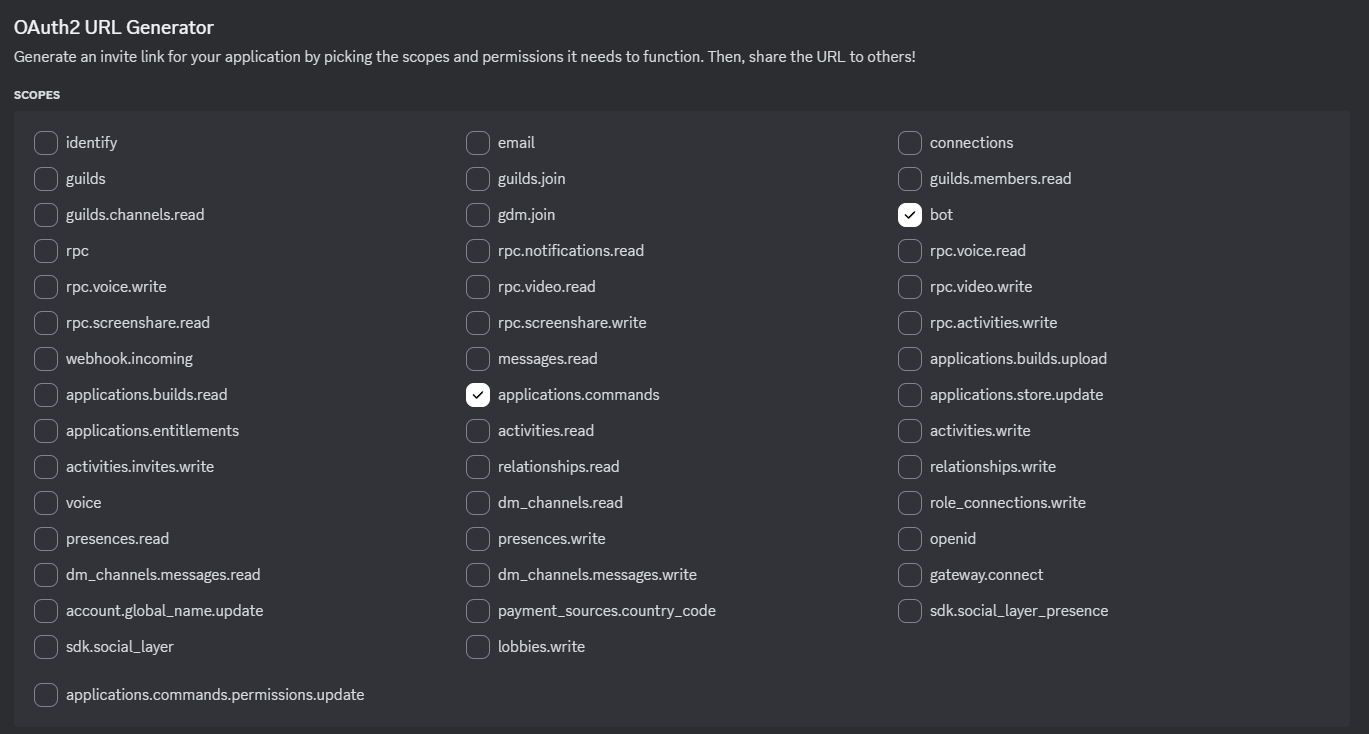 OAuth2 URL Generator
Generate an invite link for your application by picking the scopes and permissions it needs to function. Then, share the URL to others!
SCOPES
identify email connections
guilds guilds.join guilds.members.read
guilds.channels.read gdm.join bot
rpc rpc.notifications.read rpc.voice.read
rpc.voice.write rpc.video.read rpc.video.write
rpc.screenshare.read rpc.screenshare.write rpc.activities.write
webhook.incoming messages.read applications.builds.upload
applications.builds.read applications.commands applications.store.update
applications.entitlements activities.read activities.write
activities.invites.write relationships.read relationships.write
voice dm_channels.read role_connections.write
presences.read presences.write openid
dm_channels.messages.read dm_channels.messages.write gateway.connect
account.global_name.update payment_sources.country_code sdk.social_layer_presence
sdk.social_layer lobbies.write
applications.commands.permissions.update